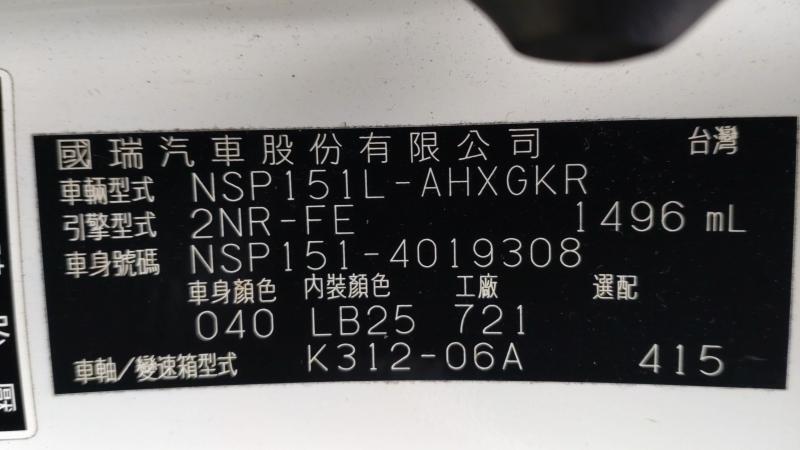 國瑞汽車股份有限公司 台灣
車輛型式 NSP151L-AHXGKR
引擎型式 2NR-FE 1496 mL
車身號碼 NSP151-4019308
車身顏色 內裝顏色 工廠 選配
040 LB25 721
車軸/變速箱型式 K312-06A 415